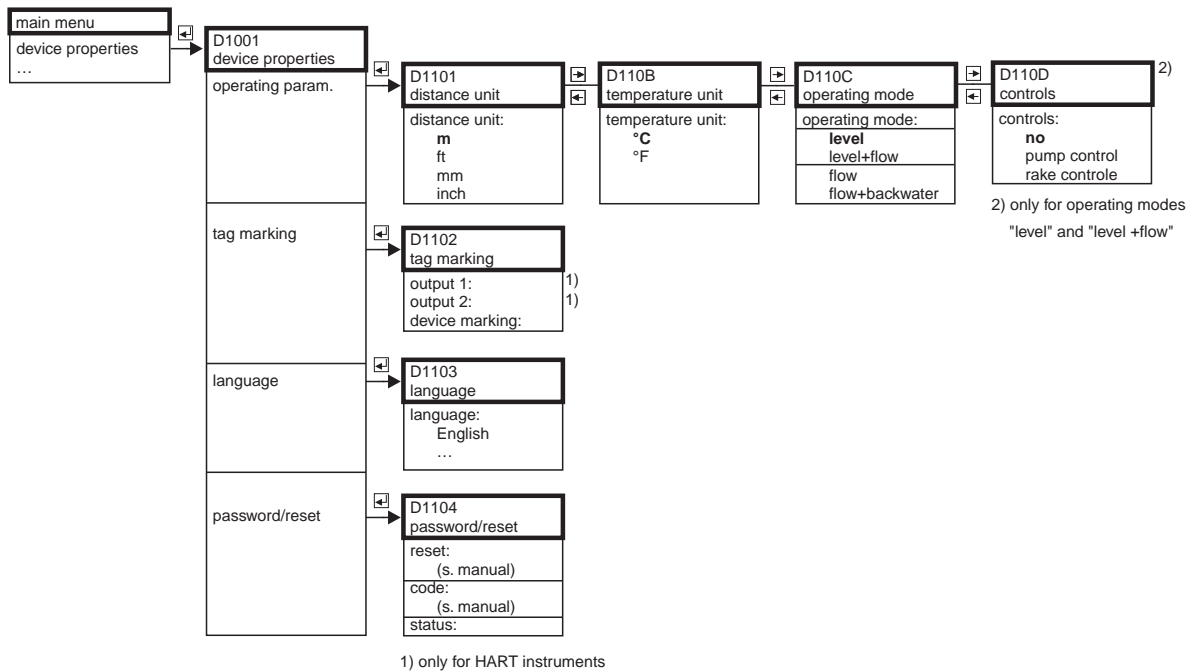 main menu
device properties
…
D1001
device properties
operating param.
D1101
distance unit
distance unit:
m
ft
mm
inch
D110B
temperature unit
temperature unit:
°C
°F
D110C
operating mode
operating mode:
level
level+flow
flow
flow+backwater
D110D
controls
2)
controls:
no
pump control
rake controle
2) only for operating modes
"level" and "level +flow"
tag marking
D1102
tag marking
output 1: 1)
output 2: 1)
device marking:
language
D1103
language
language:
English
…
password/reset
D1104
password/reset
reset:
(s. manual)
code:
(s. manual)
status:
1) only for HART instruments